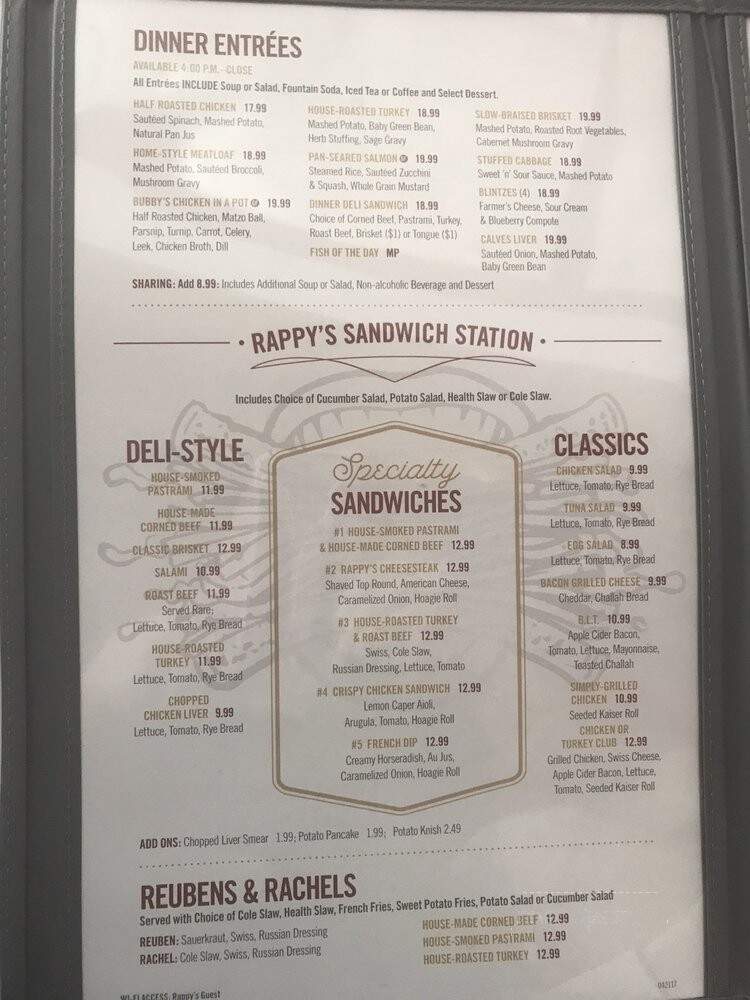 DINNER ENTRÉES
AVAILABLE 4:00 P.M.-CLOSE
All Entrées INCLUDE Soup or Salad, Fountain Soda, Iced Tea or Coffee and Select Dessert.
HALF ROASTED CHICKEN 17.99
Sautéed Spinach, Mashed Potato,
Natural Pan Jus
HOME-STYLE MEATLOAF 18.99
Mashed Potato, Sautéed Broccoli,
Mushroom Gravy
BUBBY'S CHICKEN IN A POT 19.99
Half Roasted Chicken, Matzo Ball,
Parsnip, Turnip, Carrot, Celery,
Leek, Chicken Broth, Dill
HOUSE-ROASTED TURKEY 18.99
Mashed Potato, Baby Green Bean,
Herb Stuffing, Sage Gravy
PAN-SEARED SALMON 19.99
Steamed Rice, Sautéed Zucchini
& Squash, Whole Grain Mustard
DINNER DELI SANDWICH 18.99
Choice of Corned Beef, Pastrami, Turkey,
Roast Beef, Brisket ($1) or Tongue ($1)
FISH OF THE DAY MP
SLOW-BRAISED BRISKET 19.99
Mashed Potato, Roasted Root Vegetables,
Cabernet Mushroom Gravy
STUFFED CABBAGE 18.99
Sweet 'n' Sour Sauce, Mashed Potato
BLINTZES (4) 18.99
Farmer's Cheese, Sour Cream
& Blueberry Compote
CALVES LIVER 19.99
Sautéed Onion, Mashed Potato,
Baby Green Bean
SHARING: Add 8.99: Includes Additional Soup or Salad, Non-alcoholic Beverage and Dessert
• RAPPY'S SANDWICH STATION •
Includes Choice of Cucumber Salad, Potato Salad, Health Slaw or Cole Slaw.
DELI-STYLE
HOUSE-SMOKED
PASTRAMI 11.99
HOUSE-MADE
CORNED BEEF 11.99
CLASSIC BRISKET 12.99
SALAMI 10.99
ROAST BEEF 11.99
Served Rare;
Lettuce, Tomato, Rye Bread
HOUSE-ROASTED
TURKEY 11.99
Lettuce, Tomato, Rye Bread
CHOPPED
CHICKEN LIVER 9.99
Lettuce, Tomato, Rye Bread
Specialty
SANDWICHES
#1 HOUSE-SMOKED PASTRAMI
& HOUSE-MADE CORNED BEEF 12.99
#2 RAPPY'S CHEESESTEAK 12.99
Shaved Top Round, American Cheese,
Caramelized Onion, Hoagie Roll
#3 HOUSE-ROASTED TURKEY
& ROAST BEEF 12.99
Swiss, Cole Slaw,
Russian Dressing, Lettuce, Tomato
#4 CRISPY CHICKEN SANDWICH 12.99
Lemon Caper Aioli,
Arugula, Tomato, Hoagie Roll
#5 FRENCH DIP 12.99
Creamy Horseradish, Au Jus,
Caramelized Onion, Hoagie Roll
CLASSICS
CHICKEN SALAD 9.99
Lettuce, Tomato, Rye Bread
TUNA SALAD 9.99
Lettuce, Tomato, Rye Bread
EGG SALAD 8.99
Lettuce, Tomato, Rye Bread
BACON GRILLED CHEESE 9.99
Cheddar, Challah Bread
B.L.T. 10.99
Apple Cider Bacon,
Tomato, Lettuce, Mayonnaise,
Toasted Challah
SIMPLY-GRILLED
CHICKEN 10.99
Seeded Kaiser Roll
CHICKEN OR
TURKEY CLUB 12.99
Grilled Chicken, Swiss Cheese,
Apple Cider Bacon, Lettuce,
Tomato, Seeded Kaiser Roll
ADD ONS: Chopped Liver Smear 1.99; Potato Pancake 1.99; Potato Knish 2.49
REUBENS & RACHELS
Served with Choice of Cole Slaw, Health Slaw, French Fries, Sweet Potato Fries, Potato Salad or Cucumber Salad
REUBEN: Sauerkraut, Swiss, Russian Dressing
RACHEL: Cole Slaw, Swiss, Russian Dressing
HOUSE-MADE CORNED BEEF 12.99
HOUSE-SMOKED PASTRAMI 12.99
HOUSE-ROASTED TURKEY 12.99
WI-FI ACCESS: Rappy's Guest
042117